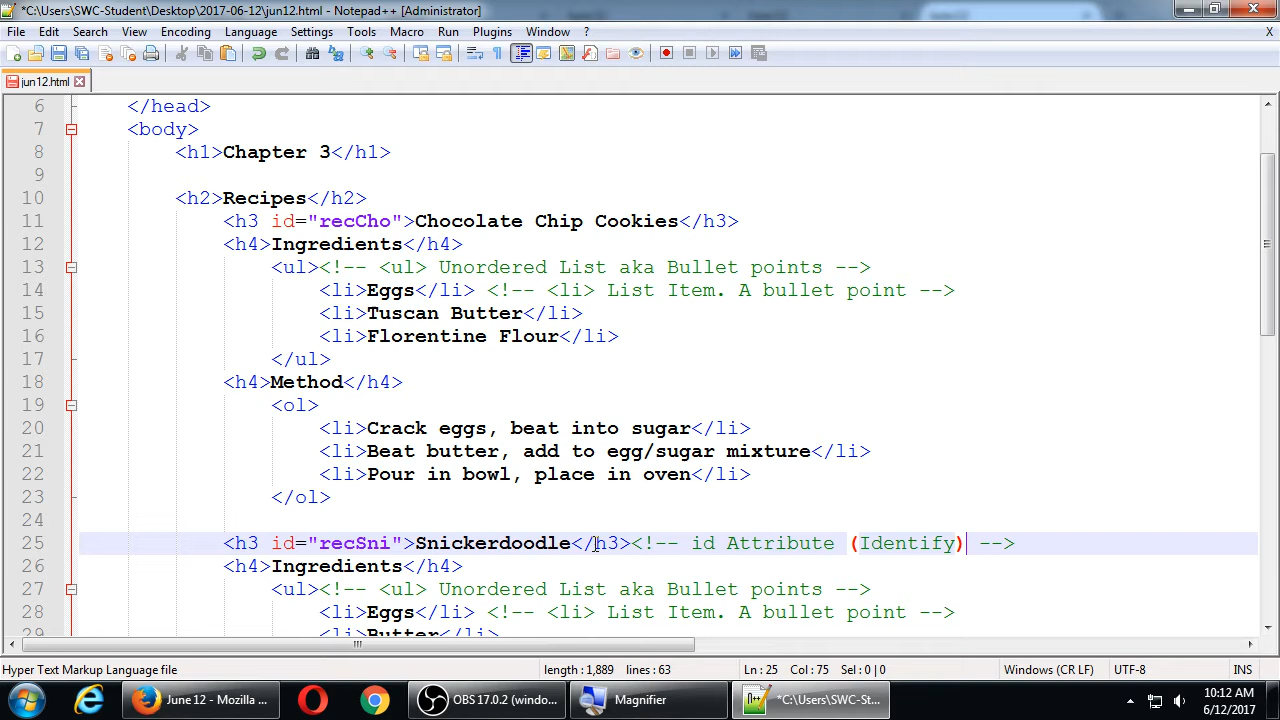 *C:\Users\SWC-Student\Desktop\2017-06-12\jun12.html - Notepad++ [Administrator]
File Edit Search View Encoding Language Settings Tools Macro Run Plugins Window ? X
jun12.html
6 </head>
7 <body>
8 <h1>Chapter 3</h1>
9
10 <h2>Recipes</h2>
11 <h3 id="recCho">Chocolate Chip Cookies</h3>
12 <h4>Ingredients</h4>
13 <ul><!-- <ul> Unordered List aka Bullet points -->
14 <li>Eggs</li> <!-- <li> List Item. A bullet point -->
15 <li>Tuscan Butter</li>
16 <li>Florentine Flour</li>
17 </ul>
18 <h4>Method</h4>
19 <ol>
20 <li>Crack eggs, beat into sugar</li>
21 <li>Beat butter, add to egg/sugar mixture</li>
22 <li>Pour in bowl, place in oven</li>
23 </ol>
24
25 <h3 id="recSni">Snickerdoodle</h3><!-- id Attribute (Identify) -->
26 <h4>Ingredients</h4>
27 <ul><!-- <ul> Unordered List aka Bullet points -->
28 <li>Eggs</li> <!-- <li> List Item. A bullet point -->
29 <li>Butter</li>
Hyper Text Markup Language file length : 1,889 lines : 63 Ln : 25 Col : 75 Sel : 0 | 0 Windows (CR LF) UTF-8 INS
June 12 - Mozilla ... OBS 17.0.2 (windo... Magnifier *C:\Users\SWC-St... 10:12 AM
6/12/2017